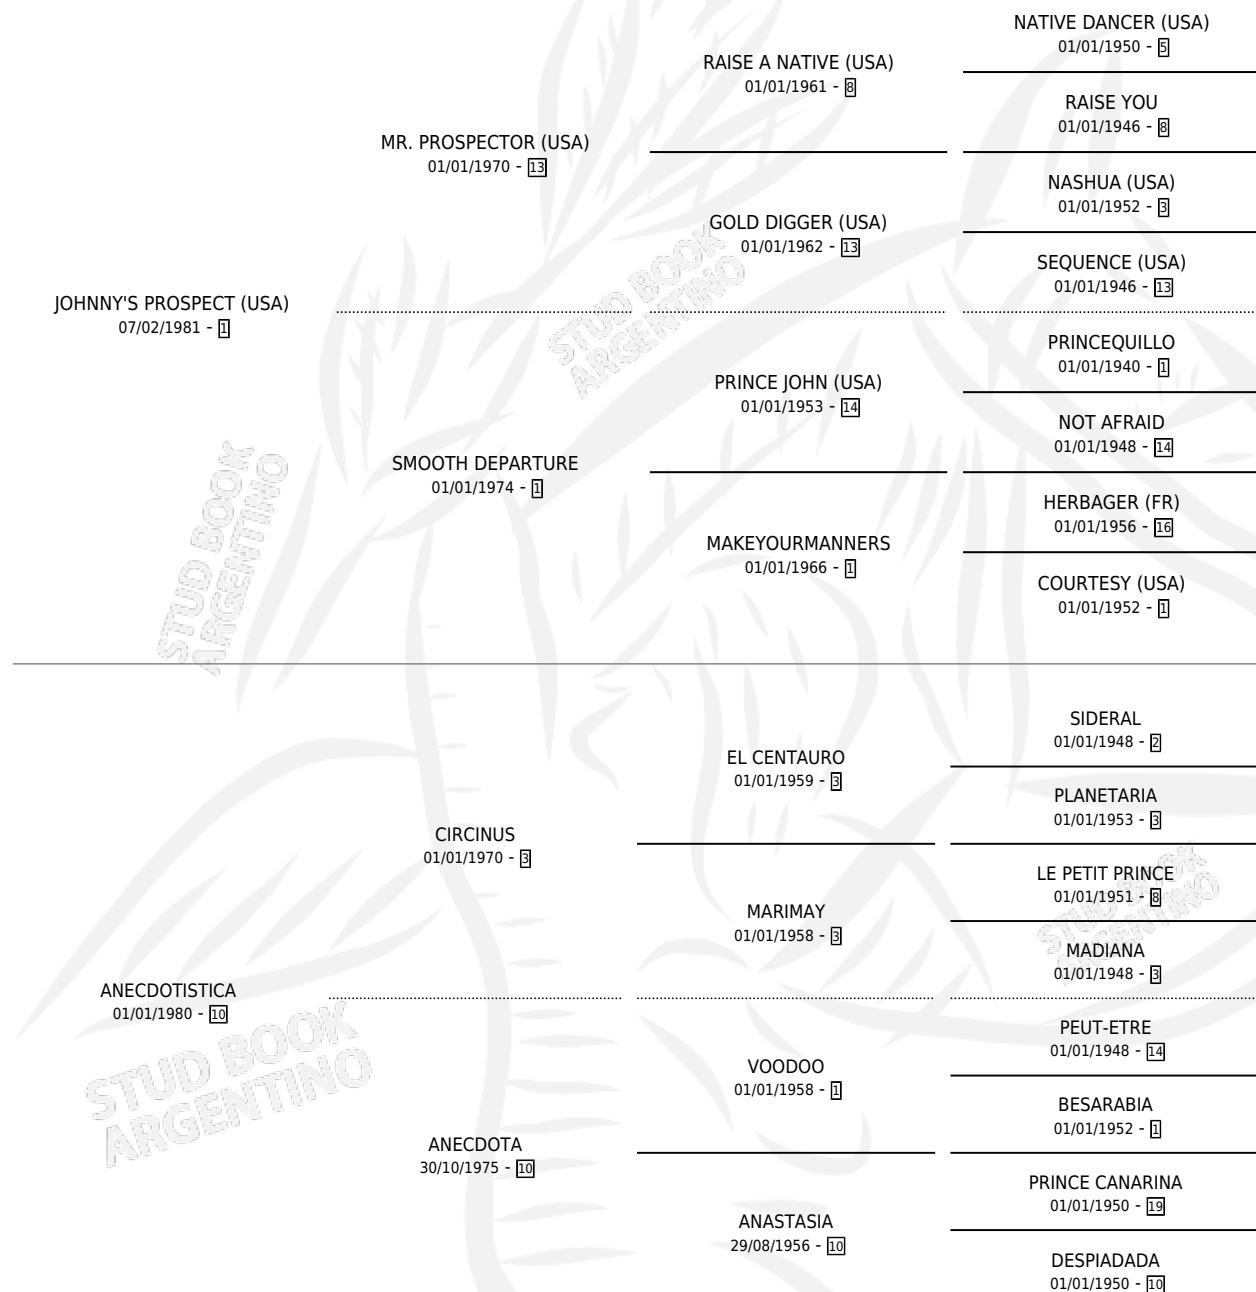 NATIVE DANCER (USA)
01/01/1950 - 5
RAISE A NATIVE (USA)
01/01/1961 - 8
RAISE YOU
01/01/1946 - 8
MR. PROSPECTOR (USA)
01/01/1970 - 13
NASHUA (USA)
01/01/1952 - 3
GOLD DIGGER (USA)
01/01/1962 - 13
SEQUENCE (USA)
01/01/1946 - 13
JOHNNY'S PROSPECT (USA)
07/02/1981 - 1
PRINCEQUILLO
01/01/1940 - 1
PRINCE JOHN (USA)
01/01/1953 - 14
NOT AFRAID
01/01/1948 - 14
SMOOTH DEPARTURE
01/01/1974 - 1
HERBAGER (FR)
01/01/1956 - 16
MAKEYOURMANNERS
01/01/1966 - 1
COURTESY (USA)
01/01/1952 - 1
SIDERAL
01/01/1948 - 2
EL CENTAURO
01/01/1959 - 3
PLANETARIA
01/01/1953 - 3
CIRCINUS
01/01/1970 - 3
LE PETIT PRINCE
01/01/1951 - 8
MARIMAY
01/01/1958 - 3
MADIANA
01/01/1948 - 3
ANECDOTISTICA
01/01/1980 - 10
PEUT-ETRE
01/01/1948 - 14
VOODOO
01/01/1958 - 1
BESARABIA
01/01/1952 - 1
ANECDOTA
30/10/1975 - 10
PRINCE CANARINA
01/01/1950 - 19
ANASTASIA
29/08/1956 - 10
DESPIADADA
01/01/1950 - 10
STUD BOOK
ARGENTINO
STUD BOOK
ARGENTINO
STUD BOOK
ARGENTINO
STUD BOOK
ARGENTINO